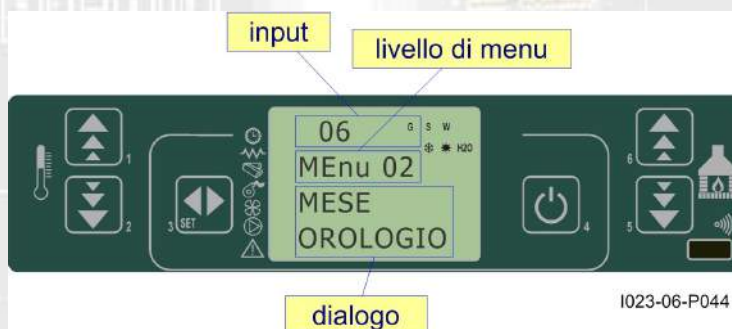 input
livello di menu
06
G S W
H2O
MEnu 02
MESE
OROLOGIO
1
2
3 SET
4
6
5
dialogo
I023-06-P044